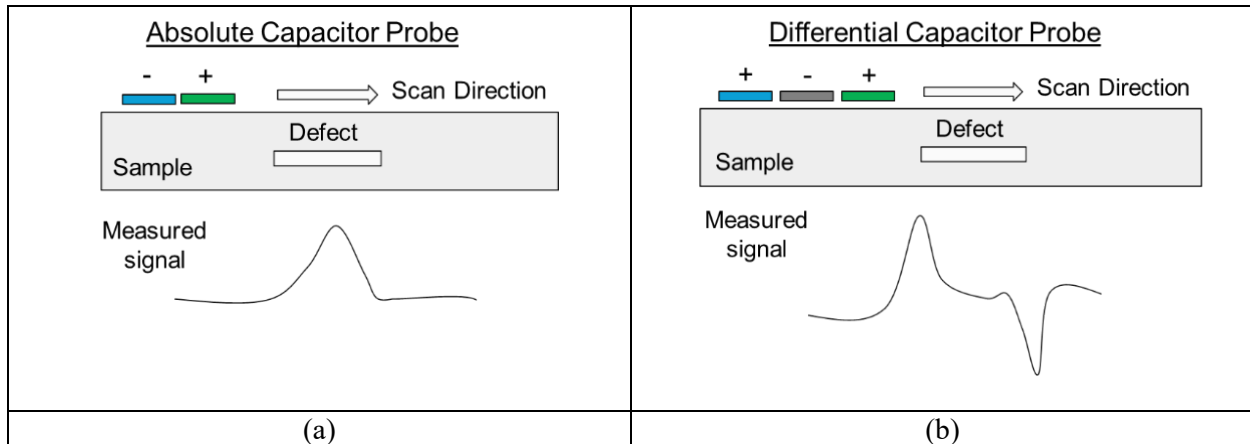 Absolute Capacitor Probe
- +
Scan Direction
Defect
Sample
Measured
signal
(a)
Differential Capacitor Probe
+ - +
Scan Direction
Defect
Sample
Measured
signal
(b)